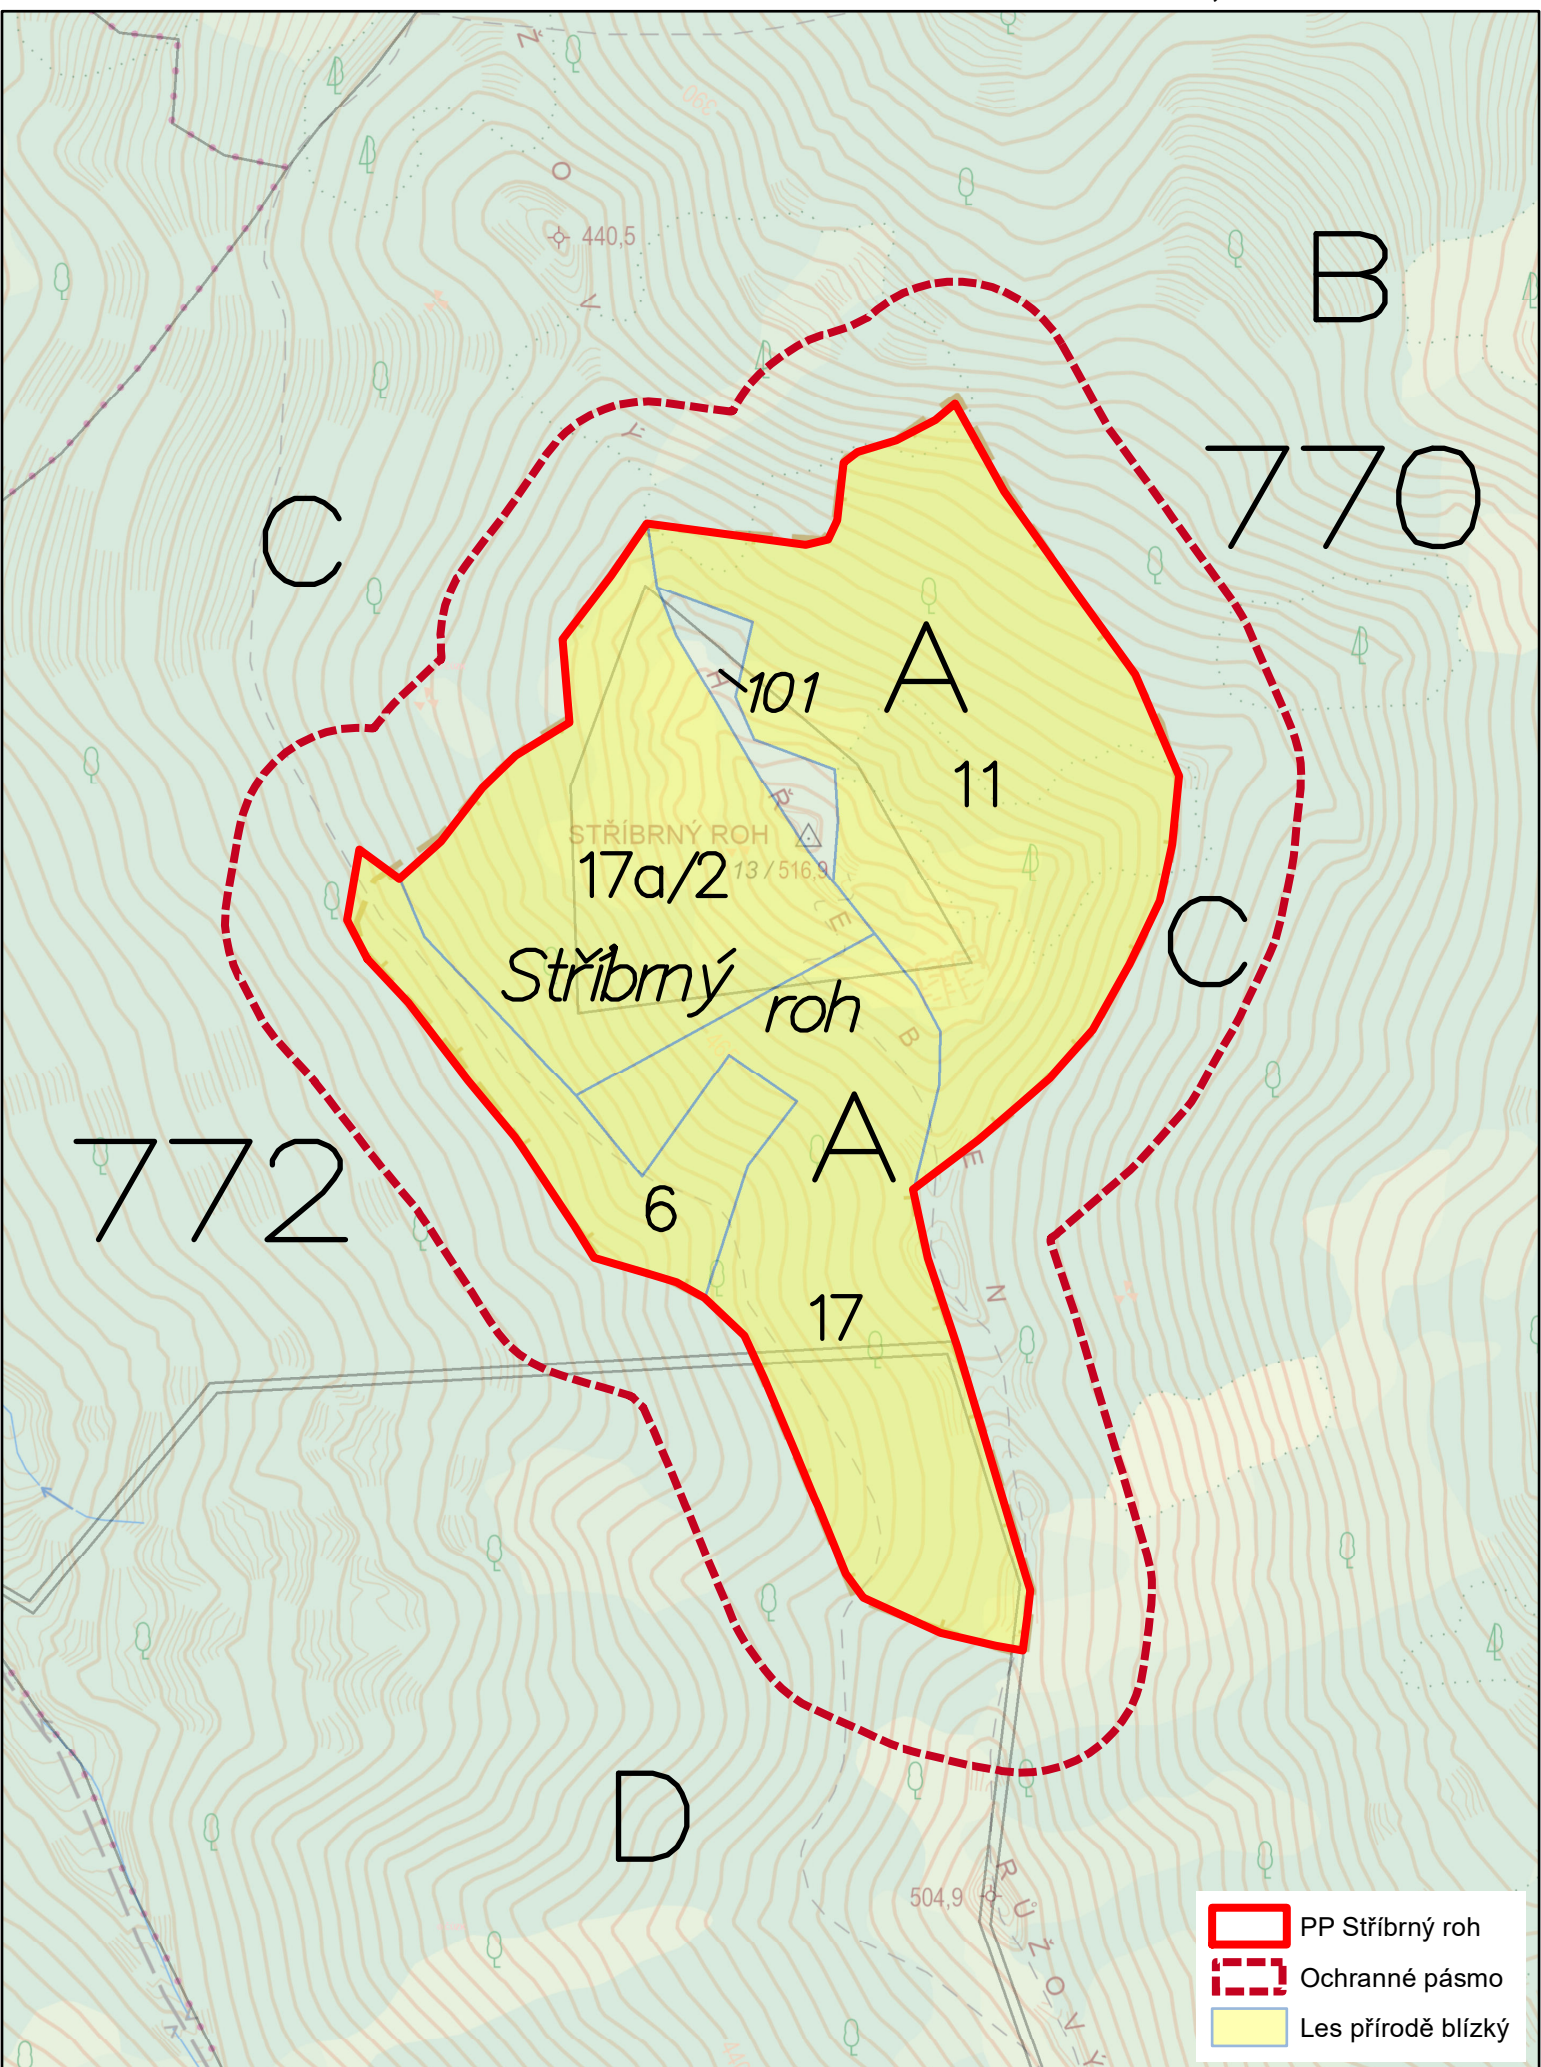 Ž
390
O
440,5
V
Ý
B
770
C
A
101
11
H
Ř
STŘÍBRNÝ ROH
17a/2
13 / 516,9
E
Stříbrný roh
B
C
772
A
6
E
N
17
D
504,9
R
Ů
Ž
O
V
Ý
PP Stříbrný roh
Ochranné pásmo
Les přírodě blízký